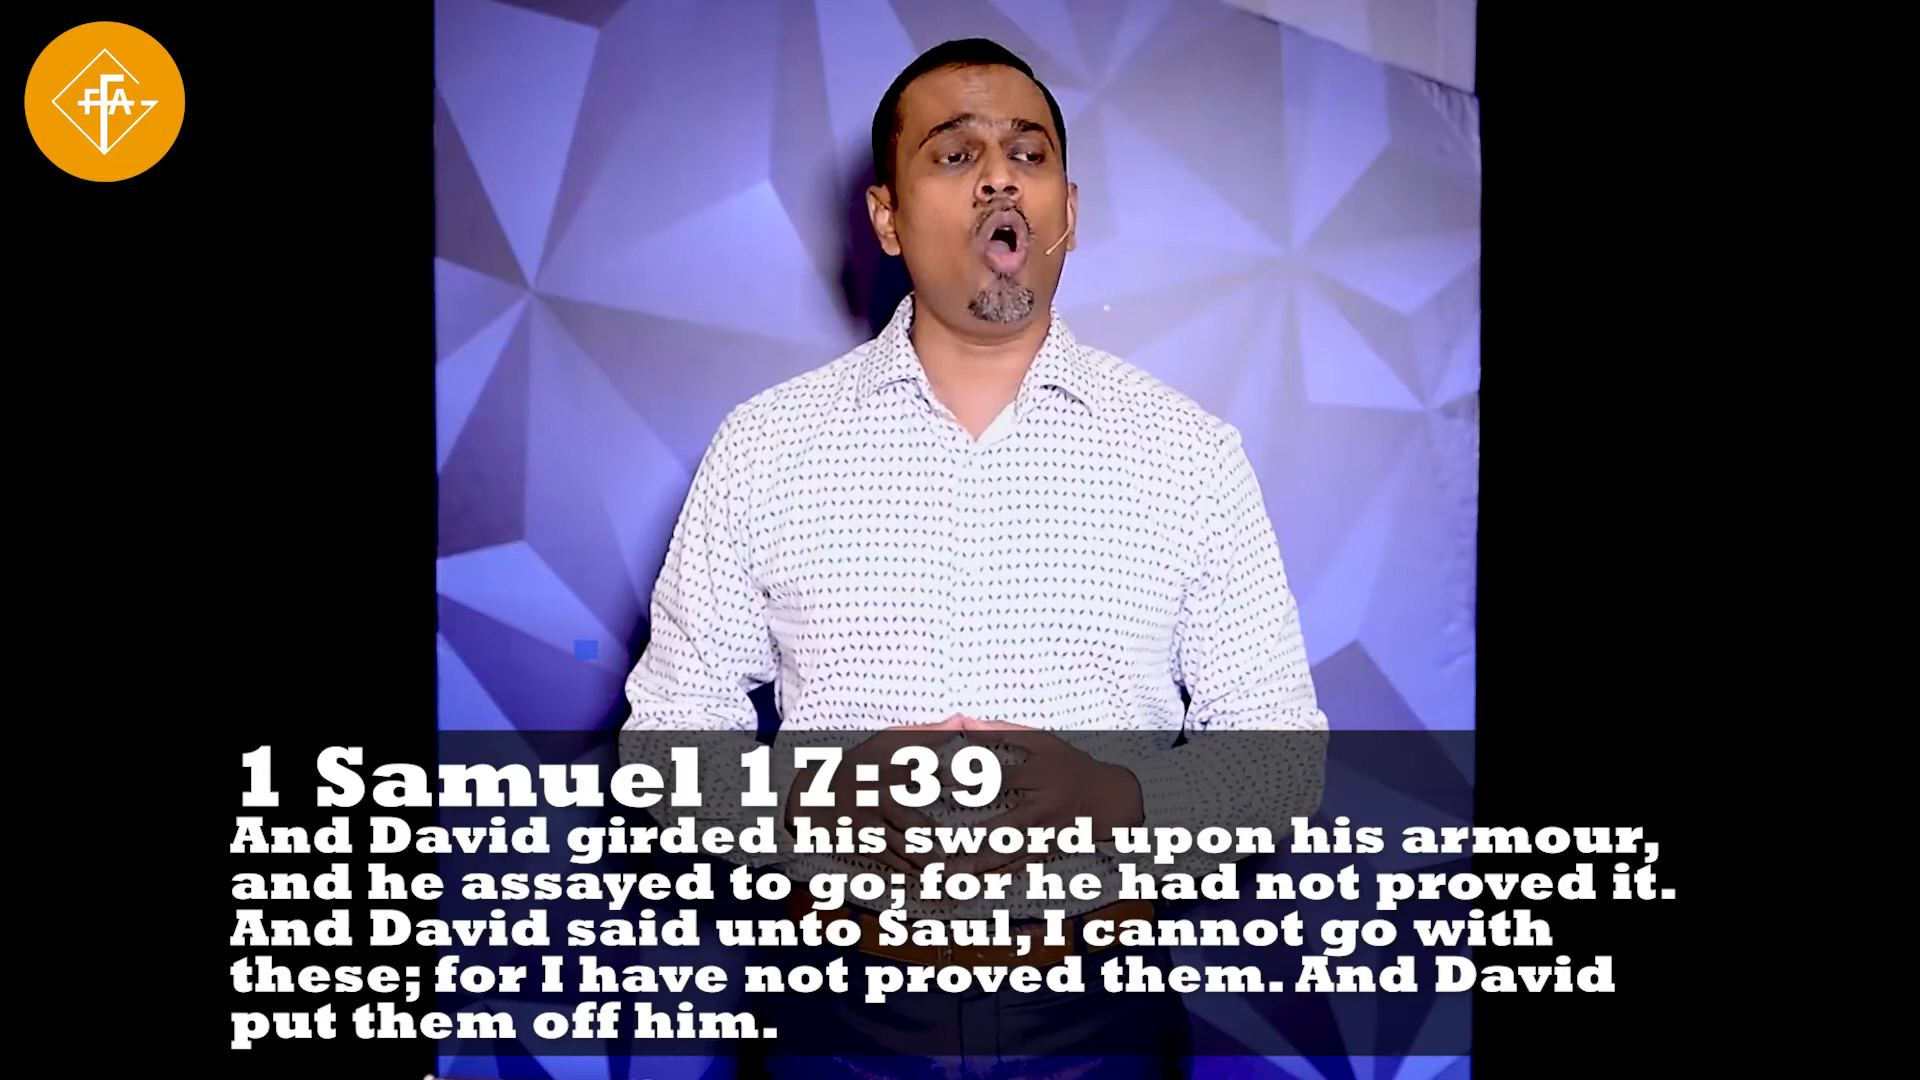 FFA
1 Samuel 17:39
And David girded his sword upon his armour,
and he assayed to go; for he had not proved it.
And David said unto Saul, I cannot go with
these; for I have not proved them. And David
put them off him.